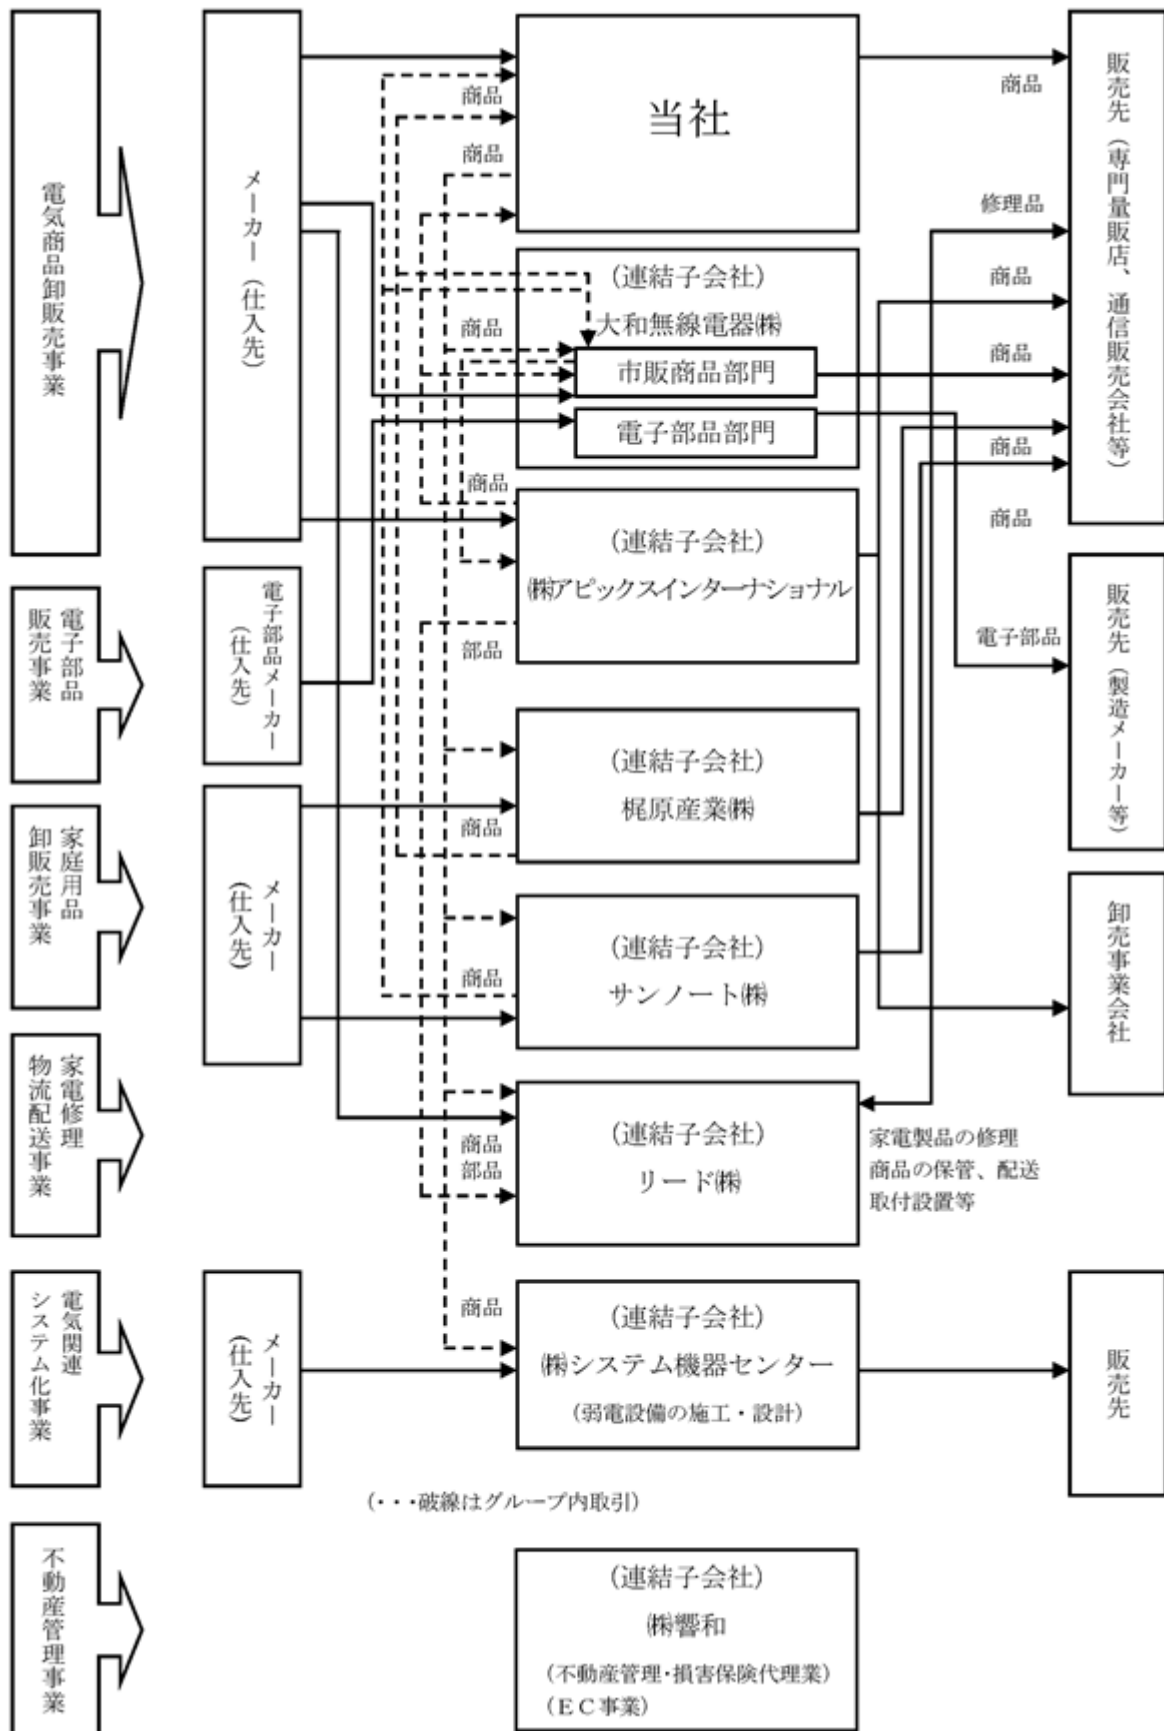 電気商品卸販売事業
メーカー（仕入先）
商品
商品
当社
商品
販売先（専門量販店、通信販売会社等）
修理品
商品
商品
商品
商品
（連結子会社）
大和無線電器㈱
商品
市販商品部門
電子部品部門
商品
（連結子会社）
㈱アピックスインターナショナル
部品
電子部品
販売事業
電子部品メーカー
（仕入先）
電子部品
販売先（製造メーカー等）
（連結子会社）
梶原産業㈱
商品
家庭用品
卸販売事業
メーカー
（仕入先）
（連結子会社）
サンノート㈱
商品
卸売事業会社
家電修理
物流配送事業
（連結子会社）
リード㈱
商品
部品
家電製品の修理
商品の保管、配送
取付設置等
電気関連
システム化事業
メーカー
（仕入先）
商品
（連結子会社）
㈱システム機器センター
（弱電設備の施工・設計）
販売先
（・・・破線はグループ内取引）
不動産管理事業
（連結子会社）
㈱響和
（不動産管理・損害保険代理業）
（ＥＣ事業）